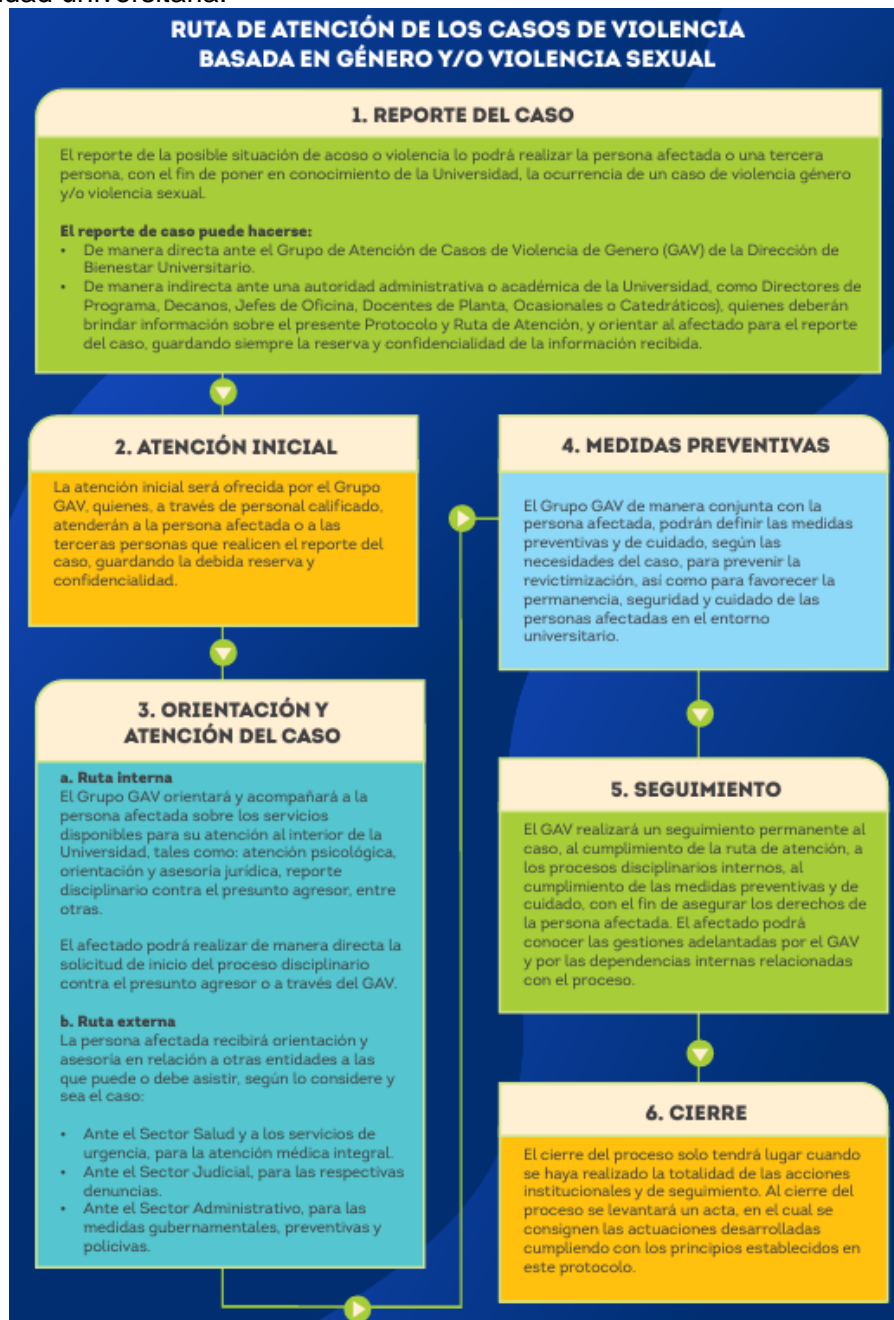 idad universitaria.
RUTA DE ATENCIÓN DE LOS CASOS DE VIOLENCIA
BASADA EN GÉNERO Y/O VIOLENCIA SEXUAL
1. REPORTE DEL CASO
El reporte de la posible situación de acoso o violencia lo podrá realizar la persona afectada o una tercera
persona, con el fin de poner en conocimiento de la Universidad, la ocurrencia de un caso de violencia género
y/o violencia sexual.
El reporte de caso puede hacerse:
• De manera directa ante el Grupo de Atención de Casos de Violencia de Genero (GAV) de la Dirección de
Bienestar Universitario.
• De manera indirecta ante una autoridad administrativa o académica de la Universidad, como Directores de
Programa, Decanos, Jefes de Oficina, Docentes de Planta, Ocasionales o Catedráticos), quienes deberán
brindar información sobre el presente Protocolo y Ruta de Atención, y orientar al afectado para el reporte
del caso, guardando siempre la reserva y confidencialidad de la información recibida.
2. ATENCIÓN INICIAL
La atención inicial será ofrecida por el Grupo
GAV, quienes, a través de personal calificado,
atenderán a la persona afectada o a las
terceras personas que realicen el reporte del
caso, guardando la debida reserva y
confidencialidad.
3. ORIENTACIÓN Y
ATENCIÓN DEL CASO
a. Ruta interna
El Grupo GAV orientará y acompañará a la
persona afectada sobre los servicios
disponibles para su atención al interior de la
Universidad, tales como: atención psicológica,
orientación y asesoría jurídica, reporte
disciplinario contra el presunto agresor, entre
otras.
El afectado podrá realizar de manera directa la
solicitud de inicio del proceso disciplinario
contra el presunto agresor o a través del GAV.
b. Ruta externa
La persona afectada recibirá orientación y
asesoría en relación a otras entidades a las
que puede o debe asistir, según lo considere y
sea el caso:
• Ante el Sector Salud y a los servicios de
urgencia, para la atención médica integral.
• Ante el Sector Judicial, para las respectivas
denuncias.
• Ante el Sector Administrativo, para las
medidas gubernamentales, preventivas y
policivas.
4. MEDIDAS PREVENTIVAS
El Grupo GAV de manera conjunta con la
persona afectada, podrán definir las medidas
preventivas y de cuidado, según las
necesidades del caso, para prevenir la
revictimización, así como para favorecer la
permanencia, seguridad y cuidado de las
personas afectadas en el entorno
universitario.
5. SEGUIMIENTO
El GAV realizará un seguimiento permanente al
caso, al cumplimiento de la ruta de atención, a
los procesos disciplinarios internos, al
cumplimiento de las medidas preventivas y de
cuidado, con el fin de asegurar los derechos de
la persona afectada. El afectado podrá
conocer las gestiones adelantadas por el GAV
y por las dependencias internas relacionadas
con el proceso.
6. CIERRE
El cierre del proceso solo tendrá lugar cuando
se haya realizado la totalidad de las acciones
institucionales y de seguimiento. Al cierre del
proceso se levantará un acta, en el cual se
consignen las actuaciones desarrolladas
cumpliendo con los principios establecidos en
este protocolo.